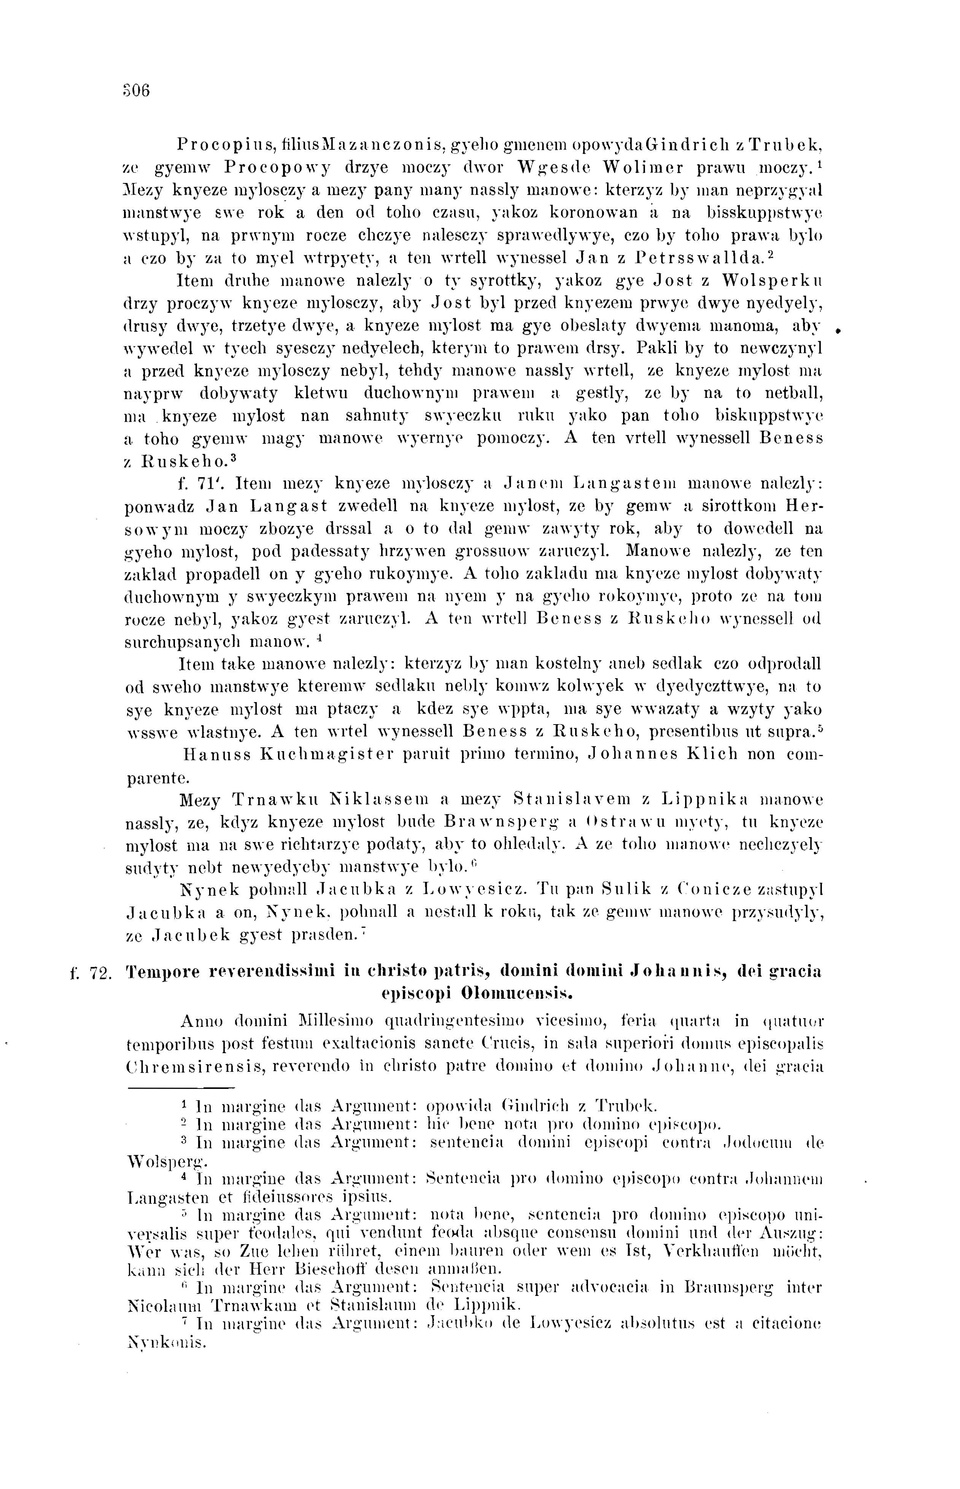 306
Procopius, filius Mazanczonis, gyeho gmenem opowyda Gindrich z Trubek,
ze gyemw Procopowy drzye moczy dwor Wgesde Wolimer prawu moczy.¹
Mezy knyeze mylosczy a mezy pany many nassly manowe: kterzyz by man neprzygyal
manstwye swe rok a den od toho czasu, yakoz koronowan a na bisskuppstwye
wstupyl, na prwnym rocze chczye nalesczy sprawedlywye, czo by toho prawa bylo
a czo by za to myel wtrpyety, a ten wrtell wynessel Jan z Petrsswallda.²
Item druhe manowe nalezly o ty syrottky, yakoz gye Jost z Wolsperku
drzy proczyw knyeze mylosczy, aby Jost byl przed knyezem prwye dwye nyedyely,
drusy dwye, trzetye dwye, a knyeze mylost ma gye obeslaty dwyema manoma, aby
wywedel w tyech syesczy nedyelech, kterym to prawem drsy. Pakli by to newczynyl
a przed knyeze mylosczy nebyl, tehdy manowe nassly wrtell, ze knyeze mylost ma
nayprw dobywaty kletwu duchownym prawem a gestly, ze by na to netball,
ma knyeze mylost nan sahnuty swyeczku ruku yako pan toho biskuppstwye
a toho gyemw magy manowe wyernye pomoczy. A ten vrtell wynessell Beness
z Ruskeho.³
f. 71′. Item mezy knyeze mylosczy a Janem Langastem manowe nalezly:
ponwadz Jan Langast zwedell na knyeze mylost, ze by gemw a sirottkom Her-
sowym moczy zbozye drssal a o to dal gemw zawyty rok, aby to dowedell na
gyeho mylost, pod padessaty hrzywen grossuow zaruczyl. Manowe nalezly, ze ten
zaklad propadell on y gyeho rukoymye. A toho zakladu ma knyeze mylost dobywaty
duchownym y swyeczkym prawem na nyem y na gyeho rokoymye, proto ze na tom
rocze nebyl, yakoz gyest zaruczyl. A ten wrtell Beness z Ruskeho wynessell od
surchupsanych manow. ⁴
Item take manowe nalezly: kterzyz by man kostelny aneb sedlak czo odprodall
od sweho manstwye kteremw sedlaku nebly komwz kolwyek w dyedyczttwye, na to
sye knyeze mylost ma ptaczy a kdez sye wppta, ma sye wwazaty a wzyty yako
wsswe wlastnye. A ten wrtel wynessell Beness z Ruskeho, presentibus ut supra.⁵
Hanuss Kuchmagister paruit primo termino, Johannes Klich non com-
parente.
Mezy Trnawku Niklassem a mezy Stanislavem z Lippnika manowe
nassly, ze, kdyz knyeze mylost bude Brawnsperg a Ostrawu myety, tu knyeze
mylost ma na swe richtarzye podaty, aby to ohledaly. A ze toho manowe nechczyely
sudyty nebt newyedyeby manstwye bylo.⁶
Nynek pohnall Jacubka z Lowyesicz. Tu pan Sulik z Conicze zastupyl
Jacubka a on, Nynek, pohnall a nestall k roku, tak ze gemw manowe przysudyly,
ze Jacubek gyest prasden.⁷
f. 72. Tempore reverendissimi in christo patris, domini domini Johannis, dei gracia
episcopi Olomucensis.
Anno domini Millesimo quadringentesimo vicesimo, feria quarta in quatuor
temporibus post festum exaltacionis sancte Crucis, in sala superiori domus episcopalis
Chremsirensis, reverendo in christo patre domino et domino Johanne, dei gracia
¹ In margine das Argument: opowida Gindrich z Trubek.
² In margine das Argument: hic bene nota pro domino episcopo.
³ In margine das Argument: sentencia domini episcopi contra Jodocum de
Wolsperg.
⁴ In margine das Argument: Sentencia pro domino episcopo contra Johannem
Langasten et fideiussores ipsius.
⁵ In margine das Argument: nota bene, sentencia pro domino episcopo uni-
versalis super feodales, qui vendunt feoda absque consensu domini und der Auszug:
Wer was, so Zue lehen rühret, einem bauren oder wem es Ist, Verkhauffen möcht,
kann sich der Herr Bieschoff desen anmaßen.
⁶ In margine das Argument: Sentencia super advocacia in Braunsperg inter
Nicolaum Trnawkam et Stanislaum de Lippnik.
⁷ In margine das Argument: Jacubko de Lowyesicz absolutus est a citacione
Nynkonis.